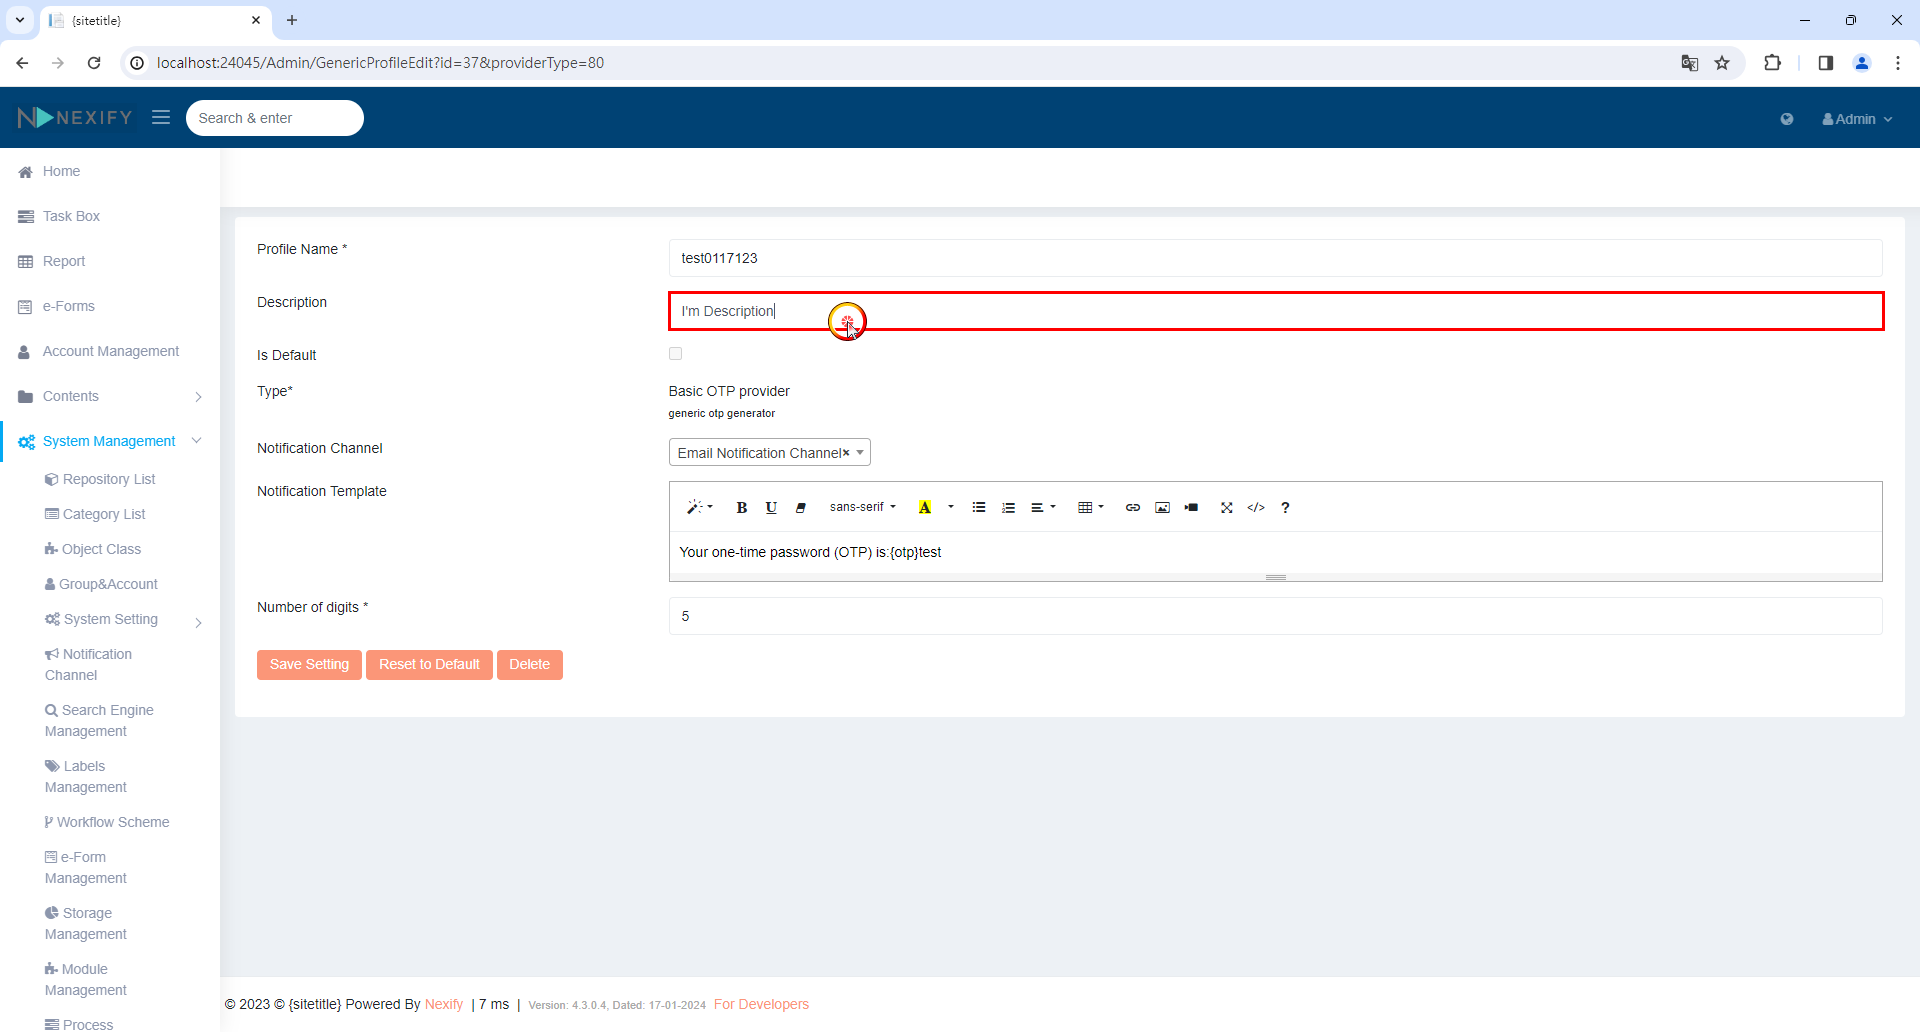 {sitetitle}
localhost:24045/Admin/GenericProfileEdit?id=37&providerType=80
NEXIFY
Search & enter
Admin
Home
Task Box
Report
e-Forms
Account Management
Contents
System Management
Repository List
Category List
Object Class
Group&Account
System Setting
Notification
Channel
Search Engine
Management
Labels
Management
Workflow Scheme
e-Form
Management
Storage
Management
Module
Management
Process
Profile Name *
test0117123
Description
I'm Description
Is Default
Type*
Basic OTP provider
generic otp generator
Notification Channel
Email Notification Channel×
Notification Template
B U sans-serif A </> ?
Your one-time password (OTP) is:{otp}test
Number of digits *
5
Save Setting Reset to Default Delete
© 2023 © {sitetitle} Powered By Nexify | 7 ms | Version: 4.3.0.4, Dated: 17-01-2024 For Developers